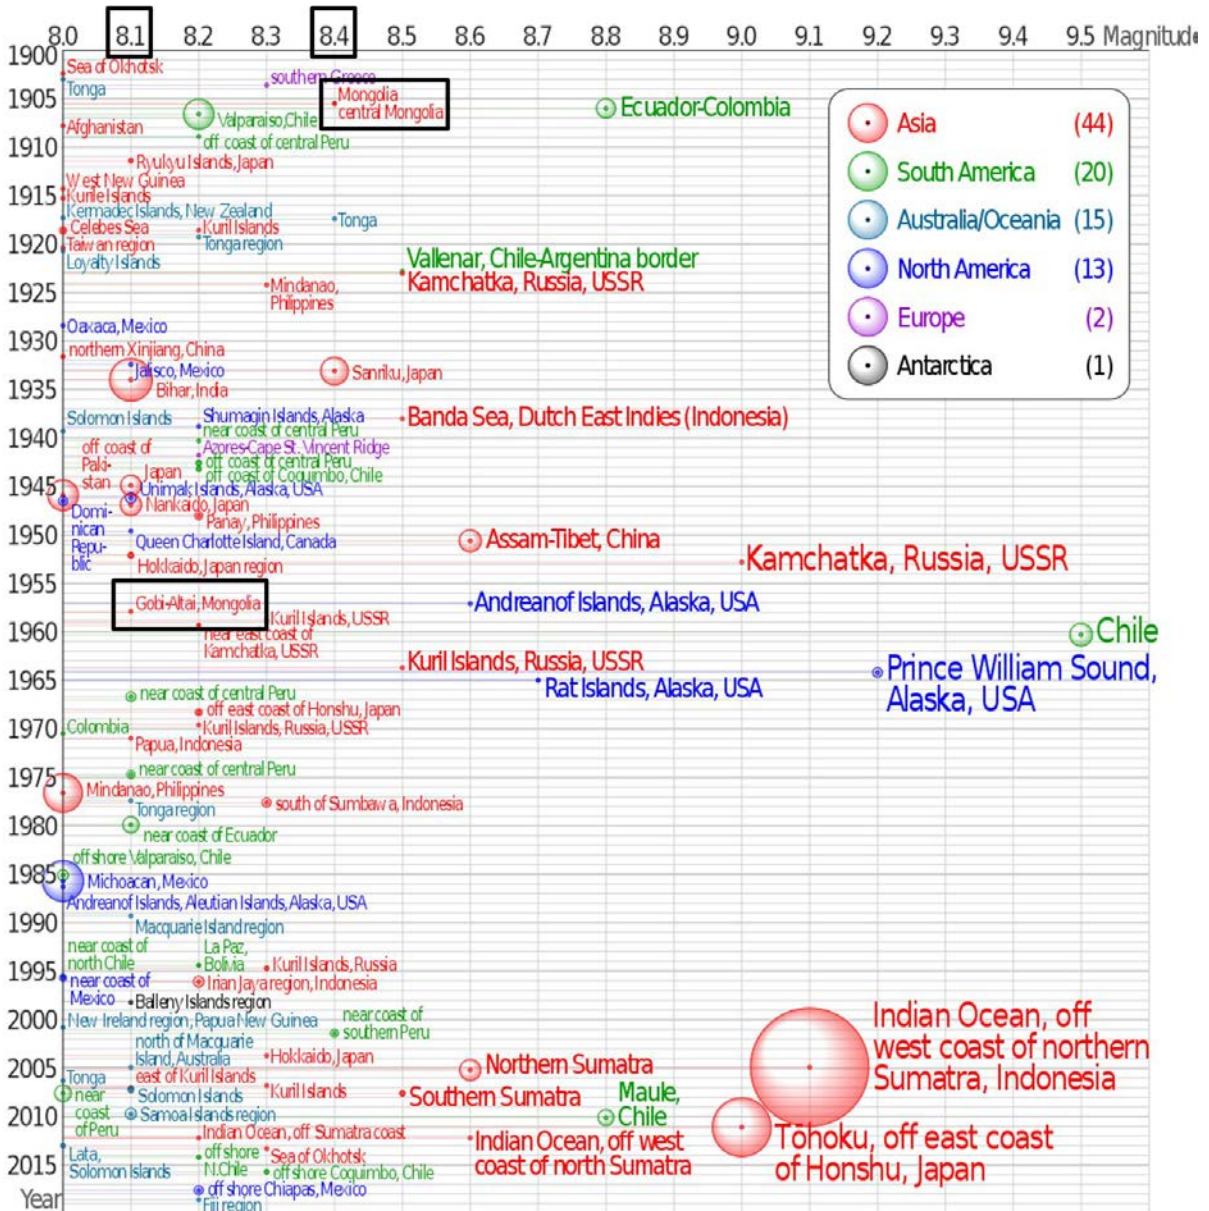 8.0 8.1 8.2 8.3 8.4 8.5 8.6 8.7 8.8 8.9 9.0 9.1 9.2 9.3 9.4 9.5 Magnitude
1900
Sea of Okhotsk
southern Greece
Tonga
Mongolia
central Mongolia
1905
Ecuador-Colombia
Valparaiso, Chile
Afghanistan
off coast of central Peru
1910
Ryukyu Islands, Japan
West New Guinea
1915
Kurile Islands
Kermadec Islands, New Zealand
Tonga
Celebes Sea
Kuril Islands
1920
Taiwan region
Tonga region
Loyalty Islands
Vallenar, Chile-Argentina border
Kamchatka, Russia, USSR
1925
Mindanao,
Philippines
Asia (44)
South America (20)
Australia/Oceania (15)
North America (13)
Europe (2)
Antarctica (1)
Oaxaca, Mexico
1930
northern Xinjiang, China
Jalisco, Mexico
Sanriku, Japan
1935
Bihar, India
Solomon Islands
Shumagin Islands, Alaska
Banda Sea, Dutch East Indies (Indonesia)
near coast of central Peru
1940
Azores-Cape St. Vincent Ridge
off coast of
Paki-
stan
off coast of central Peru
Japan
off coast of Coquimbo, Chile
1945
Unimak Islands, Alaska, USA
Nankaido, Japan
Domi-
nican
Repu-
blic
Panay, Philippines
1950
Queen Charlotte Island, Canada
Assam-Tibet, China
Hokkaido, Japan region
Kamchatka, Russia, USSR
1955
Gobi-Altai, Mongolia
Andreanof Islands, Alaska, USA
Kuril Islands, USSR
1960
near east coast of
Kamchatka, USSR
Chile
Kuril Islands, Russia, USSR
Prince William Sound,
Alaska, USA
1965
Rat Islands, Alaska, USA
near coast of central Peru
off east coast of Honshu, Japan
1970
Colombia
Kuril Islands, Russia, USSR
Papua, Indonesia
1975
near coast of central Peru
Mindanao, Philippines
south of Sumbawa, Indonesia
Tonga region
1980
near coast of Ecuador
off shore Valparaiso, Chile
1985
Michoacan, Mexico
Andreanof Islands, Aleutian Islands, Alaska, USA
1990
Macquarie Island region
near coast of
north Chile
La Paz,
Bolivia
Kuril Islands, Russia
1995
near coast of
Mexico
Irian Jaya region, Indonesia
Balleny Islands region
2000
New Ireland region, Papua New Guinea
near coast of
southern Peru
north of Macquarie
Island, Australia
Indian Ocean, off
west coast of northern
Sumatra, Indonesia
Hokkaido, Japan
2005
Northern Sumatra
Tonga
east of Kuril Islands
near
coast
of Peru
Solomon Islands
Kuril Islands
Southern Sumatra
Maule,
Chile
2010
Samoa Islands region
Indian Ocean, off Sumatra coast
Indian Ocean, off west
coast of north Sumatra
Tōhoku, off east coast
of Honshu, Japan
Lata,
Solomon Islands
off shore
N.Chile
Sea of Okhotsk
2015
off shore Coquimbo, Chile
off shore Chiapas, Mexico
Year
Fiji region